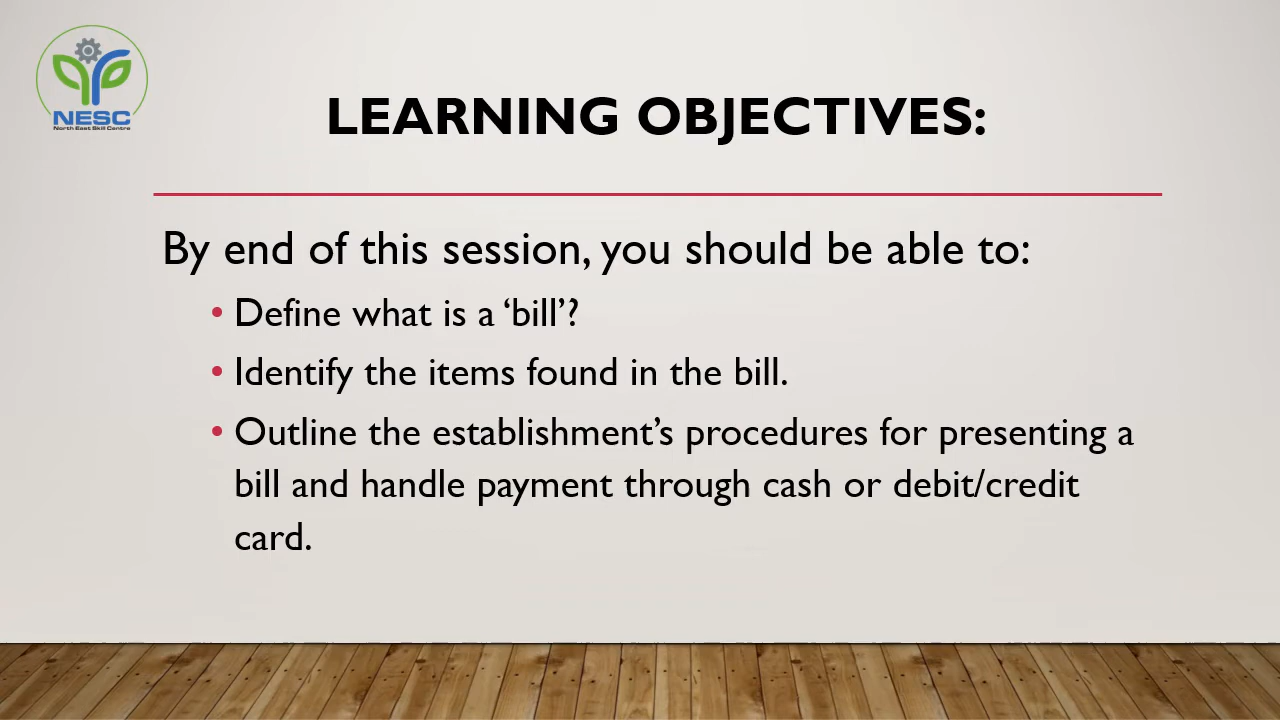 NESC
North East Skill Centre
LEARNING OBJECTIVES:
By end of this session, you should be able to:
• Define what is a ‘bill’?
• Identify the items found in the bill.
• Outline the establishment’s procedures for presenting a
bill and handle payment through cash or debit/credit
card.